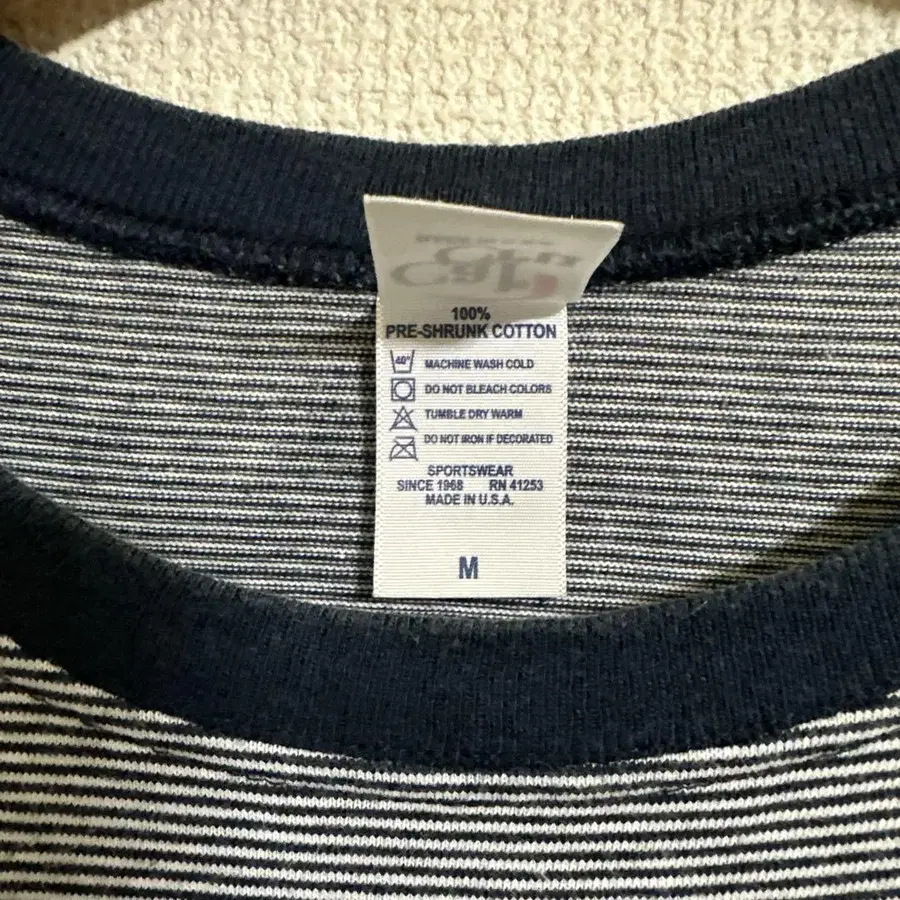 100%
PRE-SHRUNK COTTON
40°
MACHINE WASH COLD
DO NOT BLEACH COLORS
TUMBLE DRY WARM
DO NOT IRON IF DECORATED
SPORTSWEAR
SINCE 1968 RN 41253
MADE IN U.S.A.
M